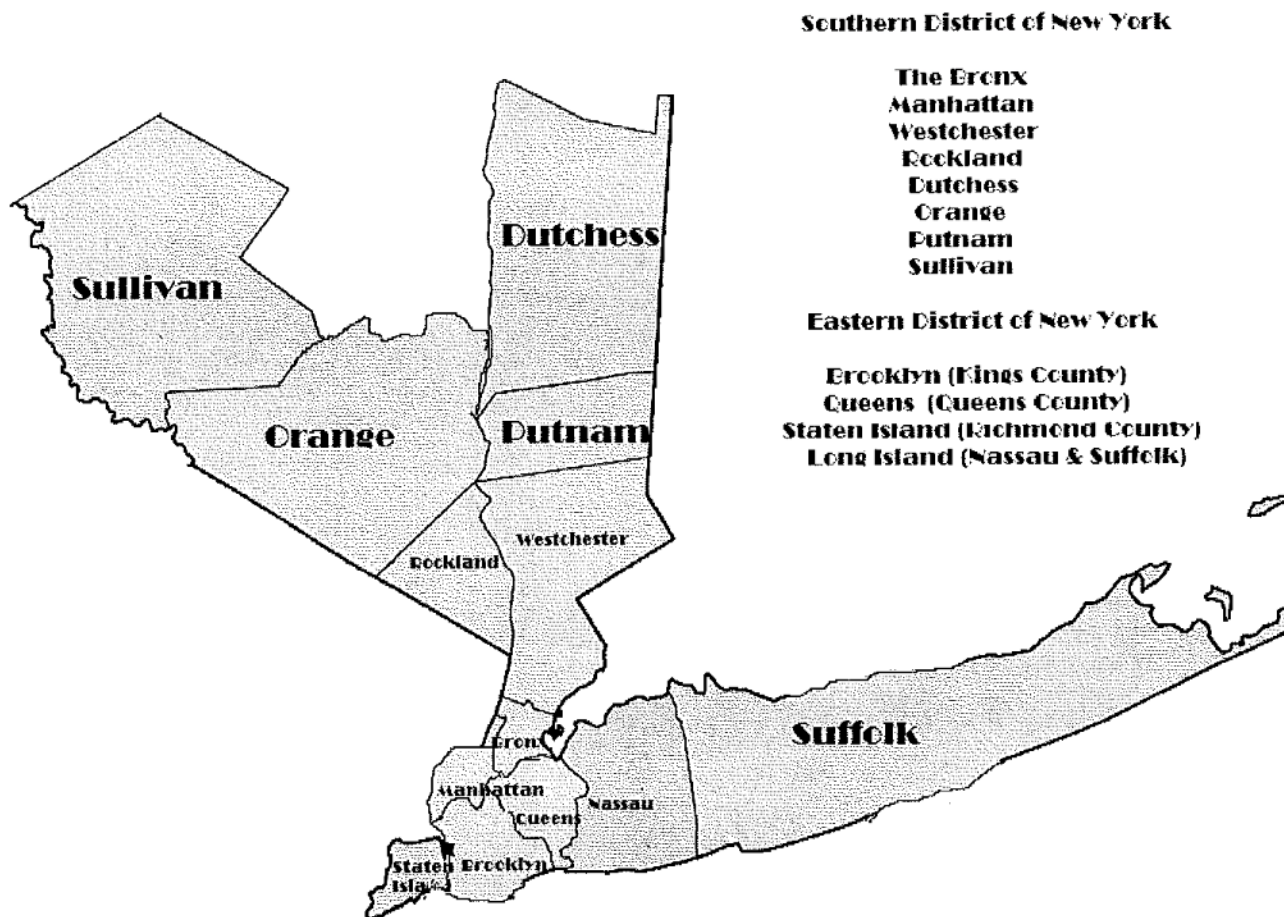 Southern District of New York
The Bronx
Manhattan
Westchester
Rockland
Dutchess
Orange
Putnam
Sullivan
Eastern District of New York
Brooklyn (Kings County)
Queens (Queens County)
Staten Island (Richmond County)
Long Island (Nassau & Suffolk)
Dutchess
Sullivan
Orange
Putnam
Westchester
Rockland
Suffolk
Bronx
Manhattan
Nassau
Queens
Staten
Brooklyn